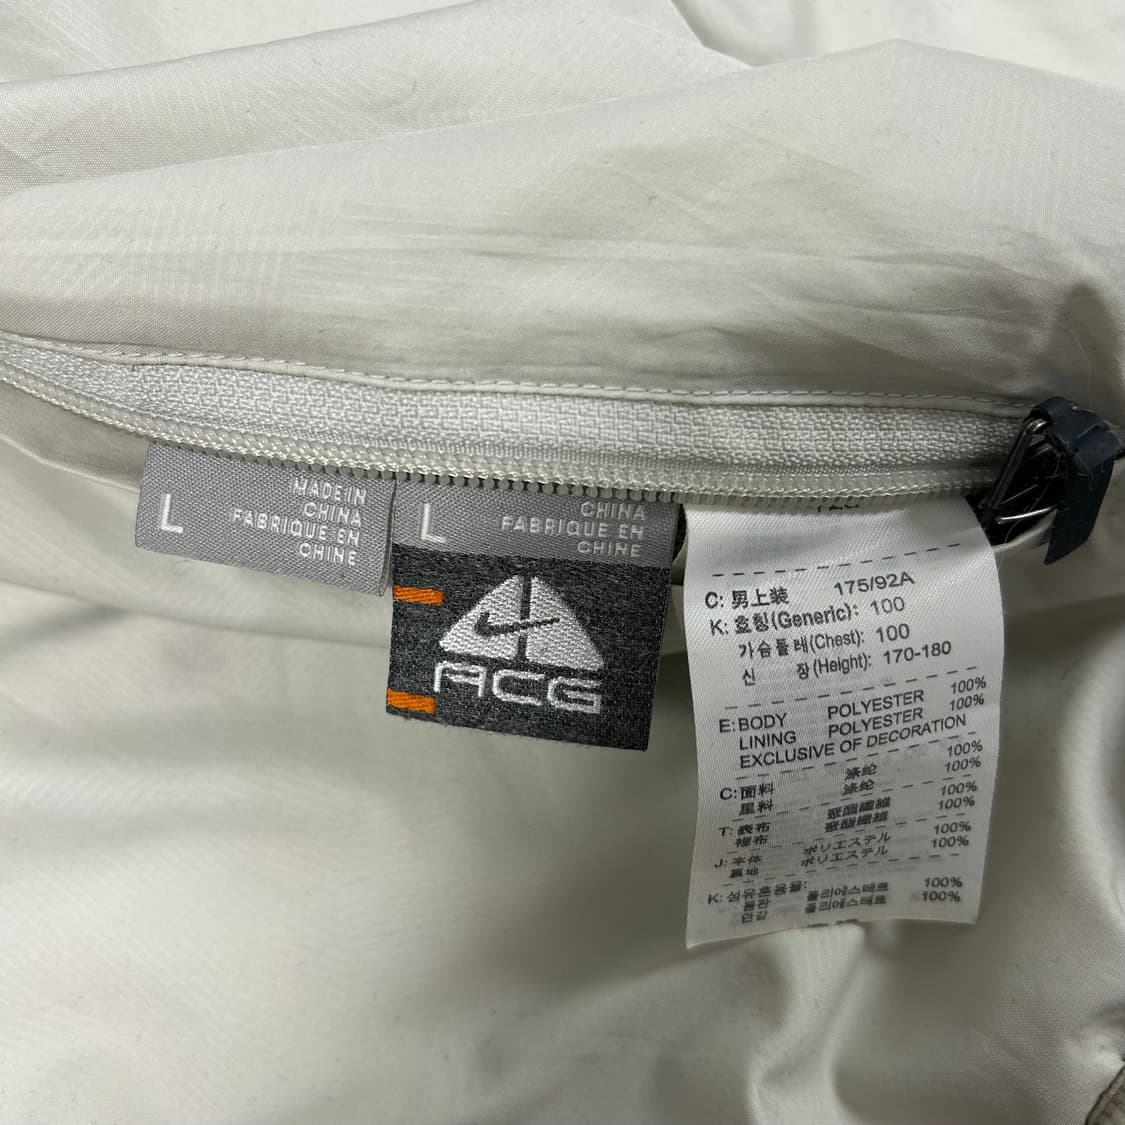 L
MADE IN
CHINA
FABRIQUE EN
CHINE
L
CHINA
FABRIQUE EN
CHINE
ACG
C: 男上装 175/92A
K: 호칭(Generic): 100
가슴둘레(Chest): 100
신 장(Height): 170-180
E: BODY POLYESTER 100%
LINING POLYESTER 100%
EXCLUSIVE OF DECORATION
C: 面料 涤纶 100%
里料 涤纶 100%
T: 表布 聚酯纖維 100%
裡布 聚酯纖維 100%
J: 本体 ポリエステル 100%
裏地 ポリエステル 100%
K: 섬유혼용율:
몸판 폴리에스테르 100%
안감 폴리에스테르 100%